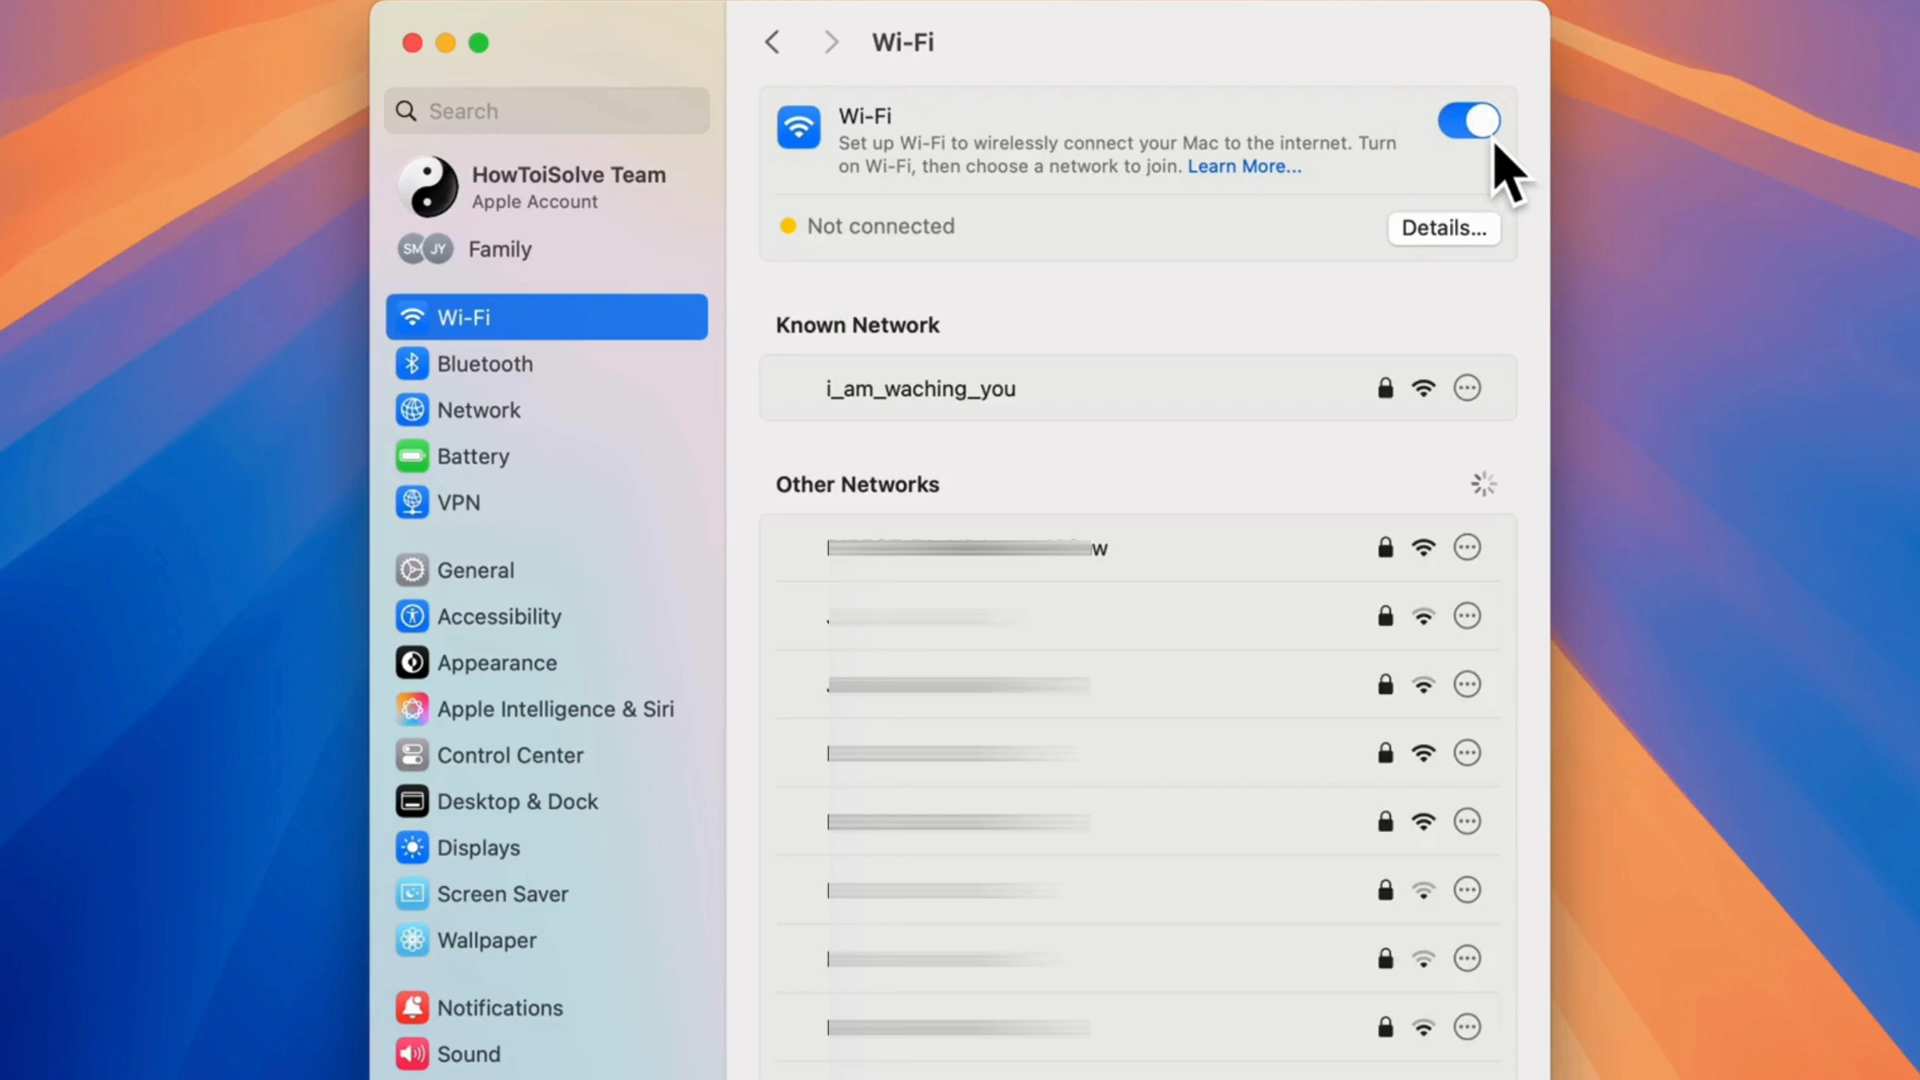 Wi-Fi
Search
HowToiSolve Team
Apple Account
SM JY Family
Wi-Fi
Bluetooth
Network
Battery
VPN
General
Accessibility
Appearance
Apple Intelligence & Siri
Control Center
Desktop & Dock
Displays
Screen Saver
Wallpaper
Notifications
Sound
Wi-Fi
Set up Wi-Fi to wirelessly connect your Mac to the internet. Turn
on Wi-Fi, then choose a network to join. Learn More...
Not connected
Details...
Known Network
i_am_waching_you
Other Networks